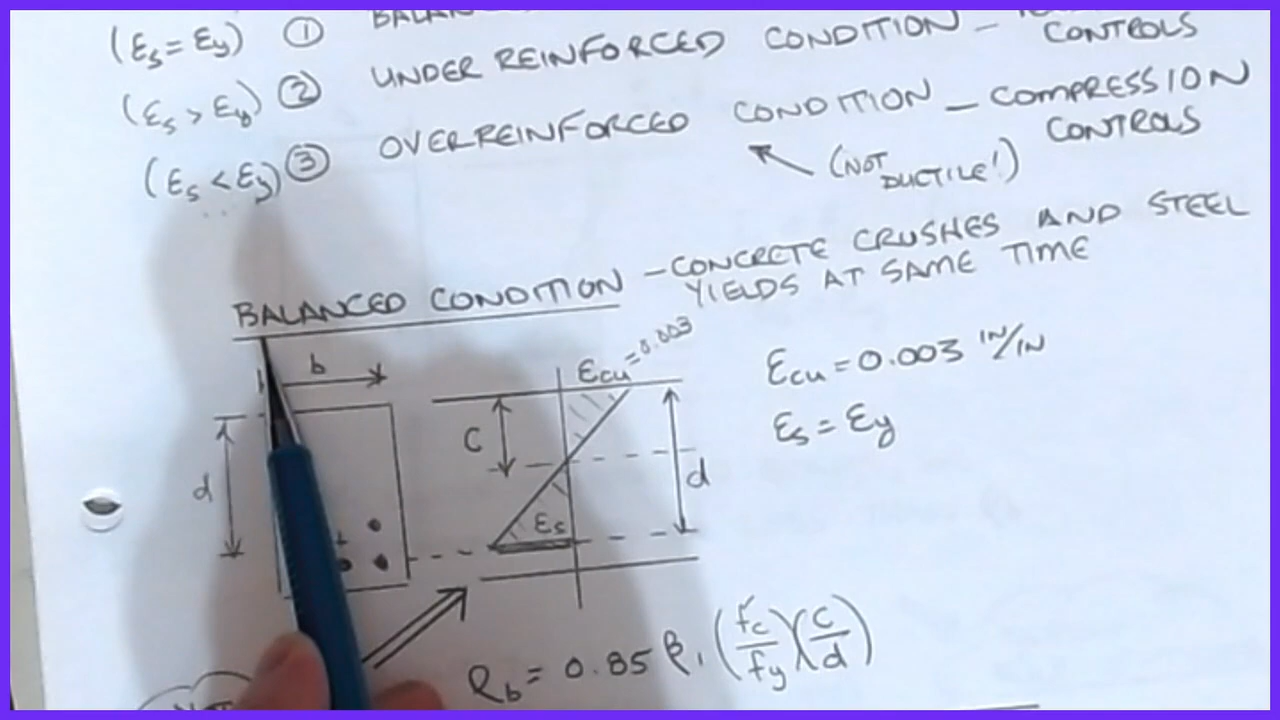 (εs = εy) ①
UNDER REINFORCED CONDITION – CONTROLS
(εs > εy) ②
OVERREINFORCED CONDITION – COMPRESSION CONTROLS
(εs < εy) ③
(NOT DUCTILE!)
BALANCED CONDITION – CONCRETE CRUSHES AND STEEL
YIELDS AT SAME TIME
b
εcu = 0.003
εcu = 0.003 IN/IN
C
εs = εy
d
d
εs
ρb = 0.85 β1 (f'c/fy)(c/d)